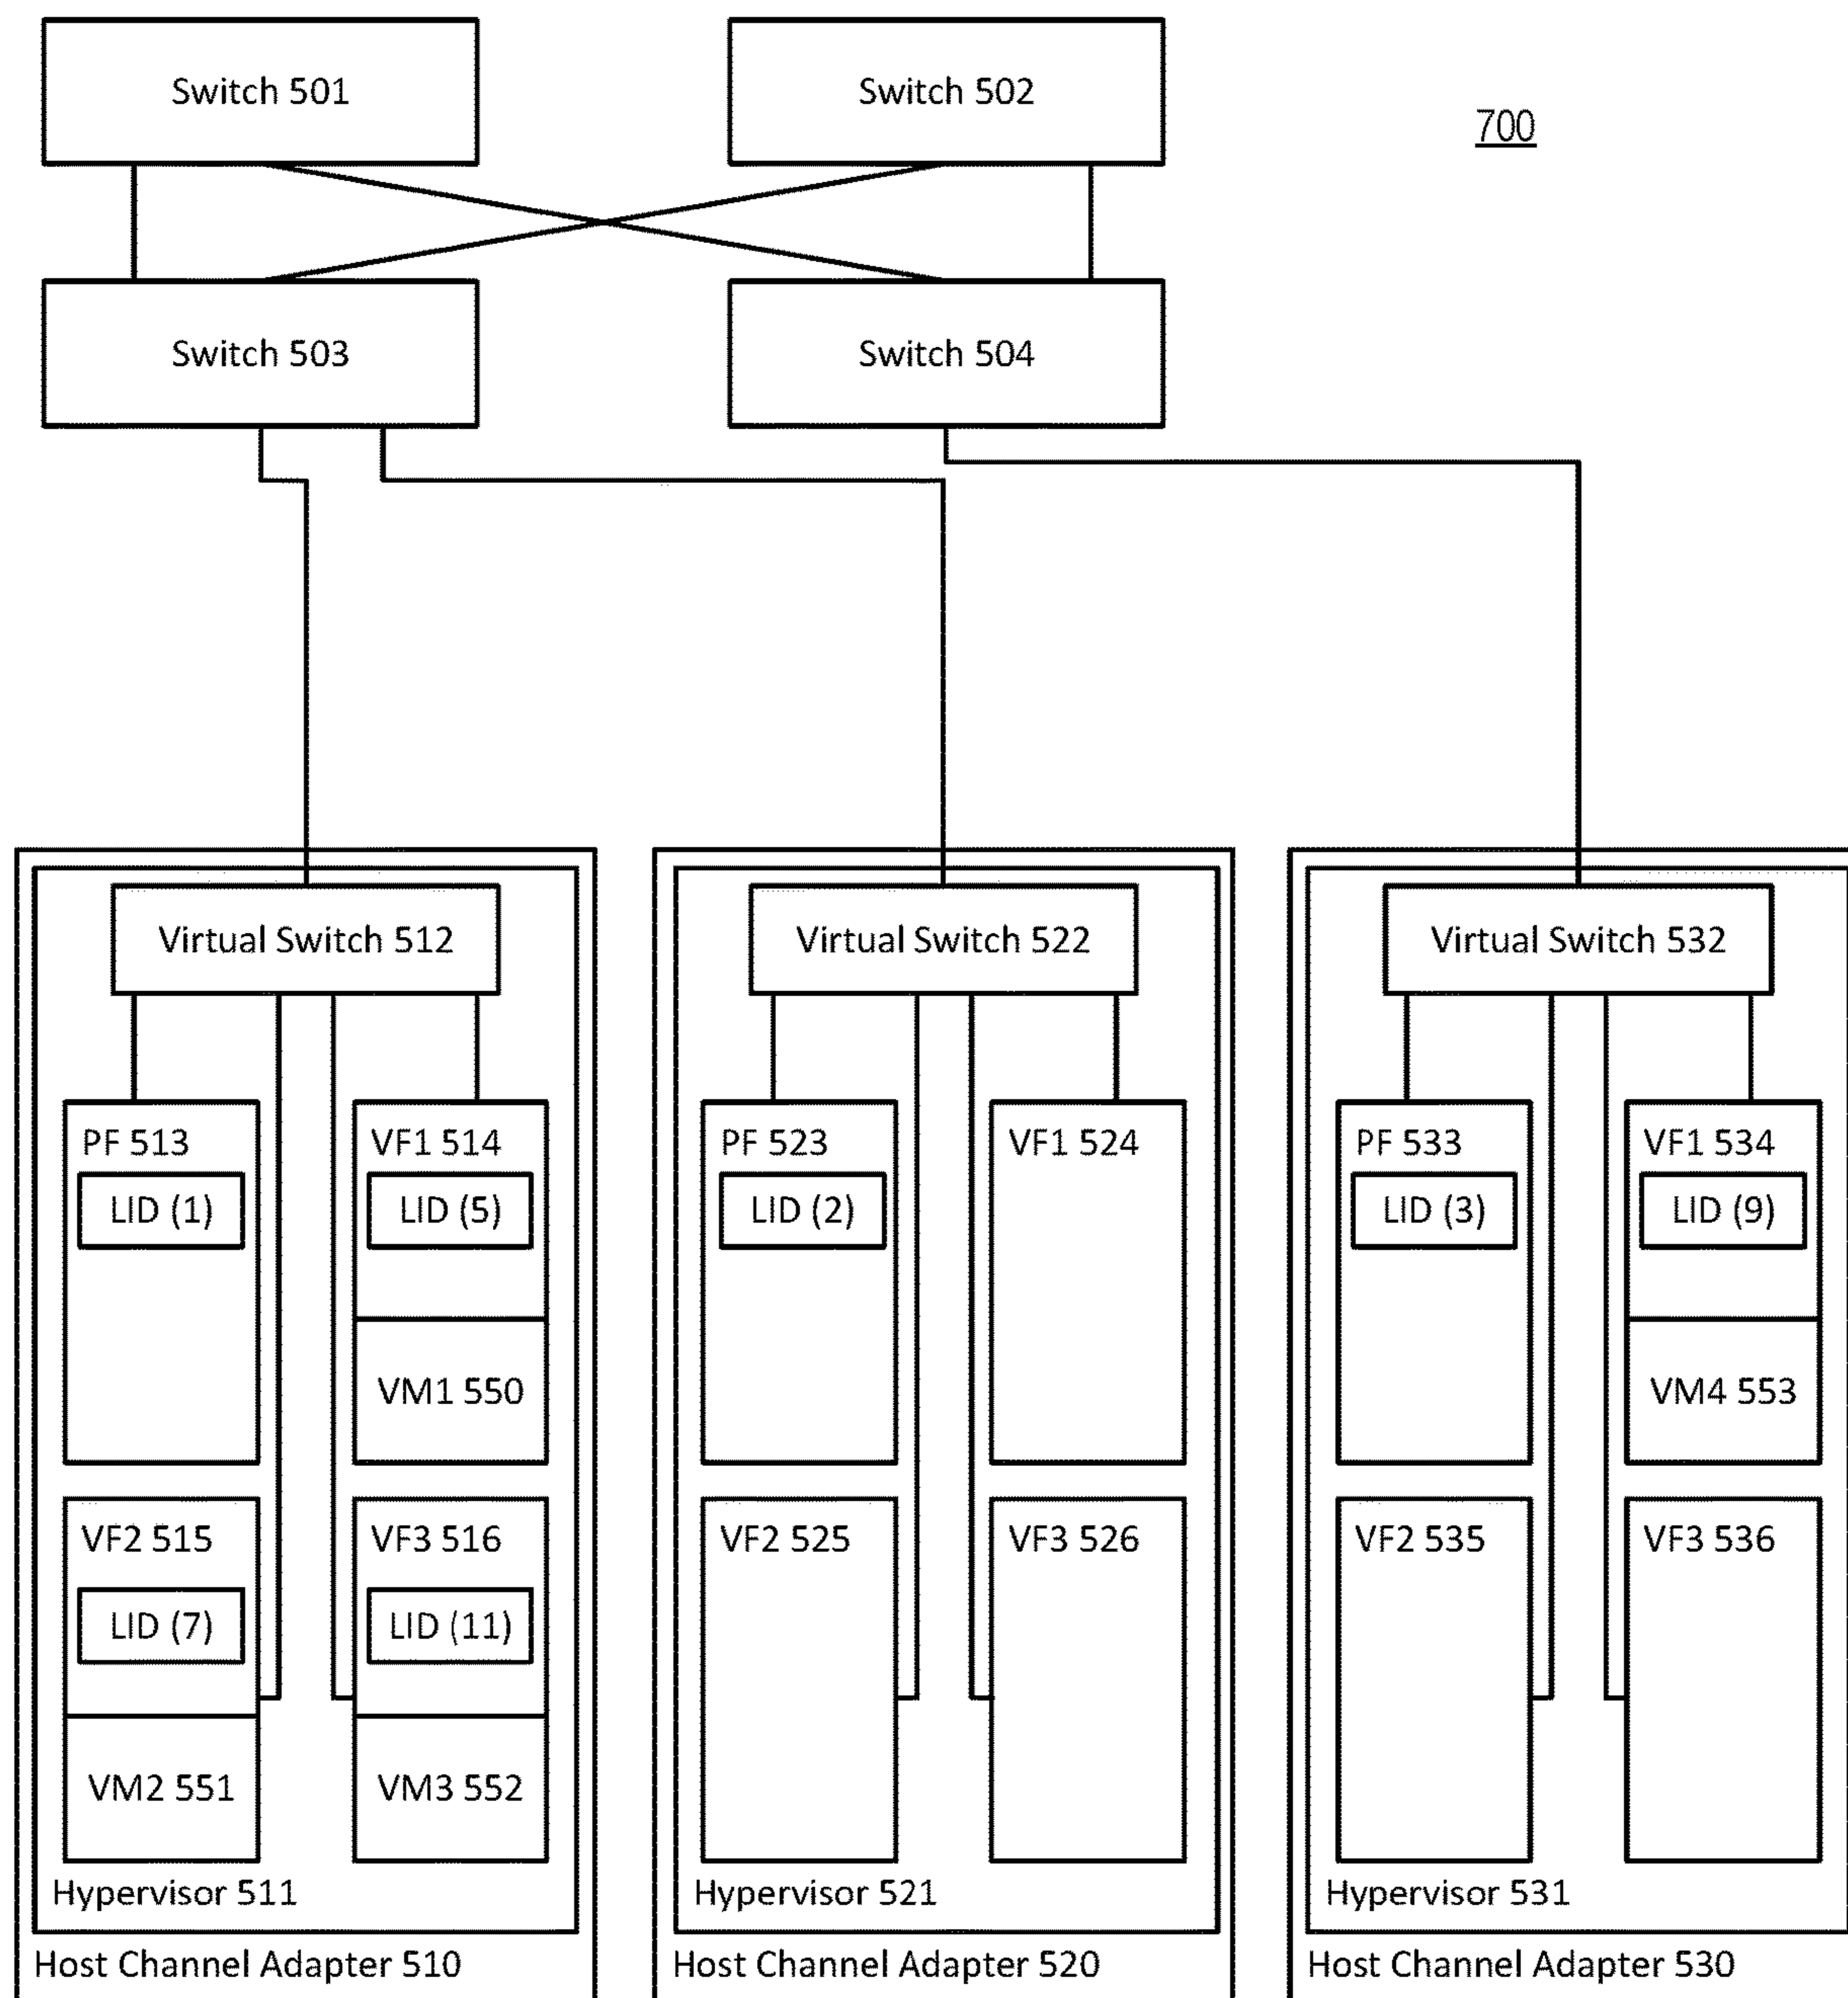 Switch 501
Switch 502
700
Switch 503
Switch 504
Virtual Switch 512
Virtual Switch 522
Virtual Switch 532
PF 513
LID (1)
VF1 514
LID (5)
VM1 550
PF 523
LID (2)
VF1 524
PF 533
LID (3)
VF1 534
LID (9)
VM4 553
VF2 515
LID (7)
VM2 551
VF3 516
LID (11)
VM3 552
VF2 525
VF3 526
VF2 535
VF3 536
Hypervisor 511
Hypervisor 521
Hypervisor 531
Host Channel Adapter 510
Host Channel Adapter 520
Host Channel Adapter 530